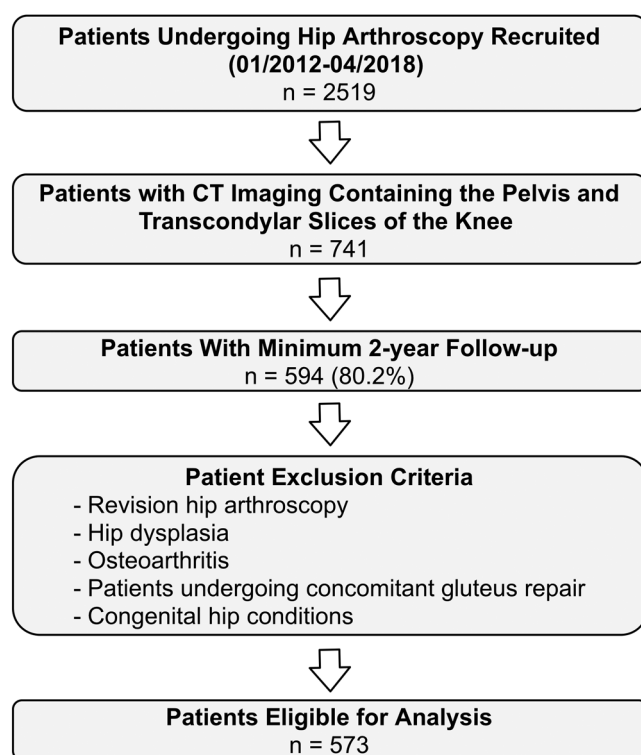 Patients Undergoing Hip Arthroscopy Recruited
(01/2012-04/2018)
n = 2519
Patients with CT Imaging Containing the Pelvis and
Transcondylar Slices of the Knee
n = 741
Patients With Minimum 2-year Follow-up
n = 594 (80.2%)
Patient Exclusion Criteria
- Revision hip arthroscopy
- Hip dysplasia
- Osteoarthritis
- Patients undergoing concomitant gluteus repair
- Congenital hip conditions
Patients Eligible for Analysis
n = 573